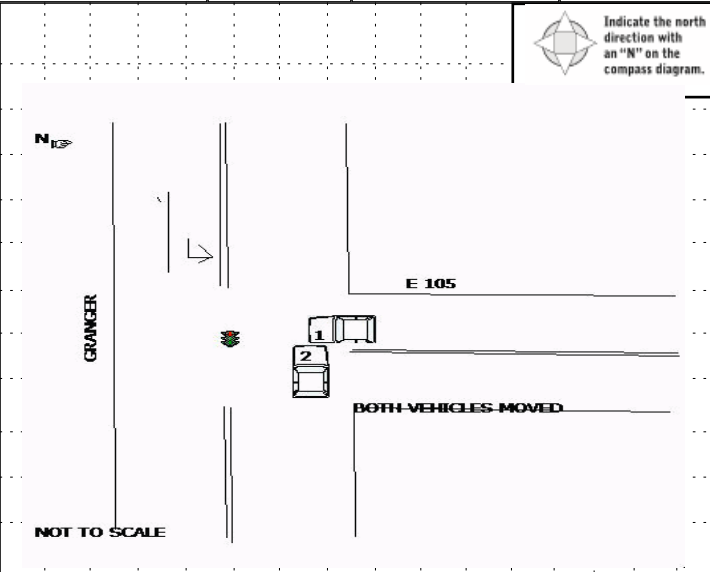 Indicate the north
direction with
an “N” on the
compass diagram.
N
E 105
GRANGER
1
2
BOTH VEHICLES MOVED
NOT TO SCALE